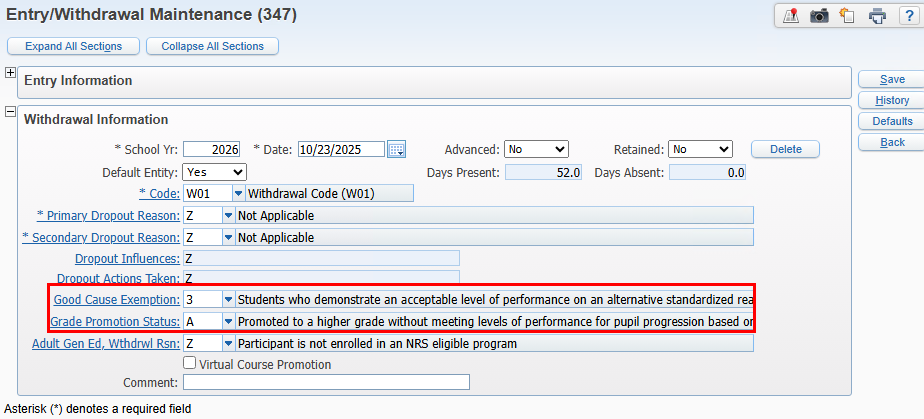 Entry/Withdrawal Maintenance (347)
?
Expand All Sections Collapse All Sections
Entry Information
Save
History
Defaults
Back
Withdrawal Information
* School Yr: 2026 * Date: 10/23/2025 Advanced: No Retained: No Delete
Default Entity: Yes Days Present: 52.0 Days Absent: 0.0
* Code: W01 Withdrawal Code (W01)
* Primary Dropout Reason: Z Not Applicable
* Secondary Dropout Reason: Z Not Applicable
Dropout Influences: Z
Dropout Actions Taken: Z
Good Cause Exemption: 3 Students who demonstrate an acceptable level of performance on an alternative standardized rea
Grade Promotion Status: A Promoted to a higher grade without meeting levels of performance for pupil progression based or
Adult Gen Ed, Wthdrwl Rsn: Z Participant is not enrolled in an NRS eligible program
Virtual Course Promotion
Comment:
Asterisk (*) denotes a required field